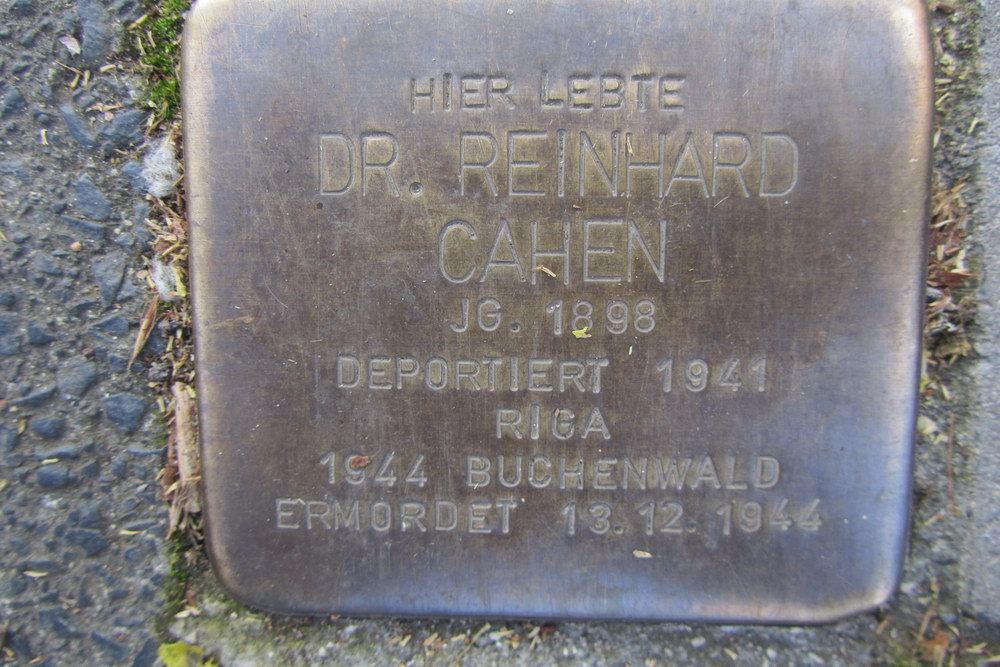 HIER LEBTE
DR. REINHARD
CAHEN
JG. 1898
DEPORTIERT 1941
RIGA
1944 BUCHENWALD
ERMORDET 13.12.1944